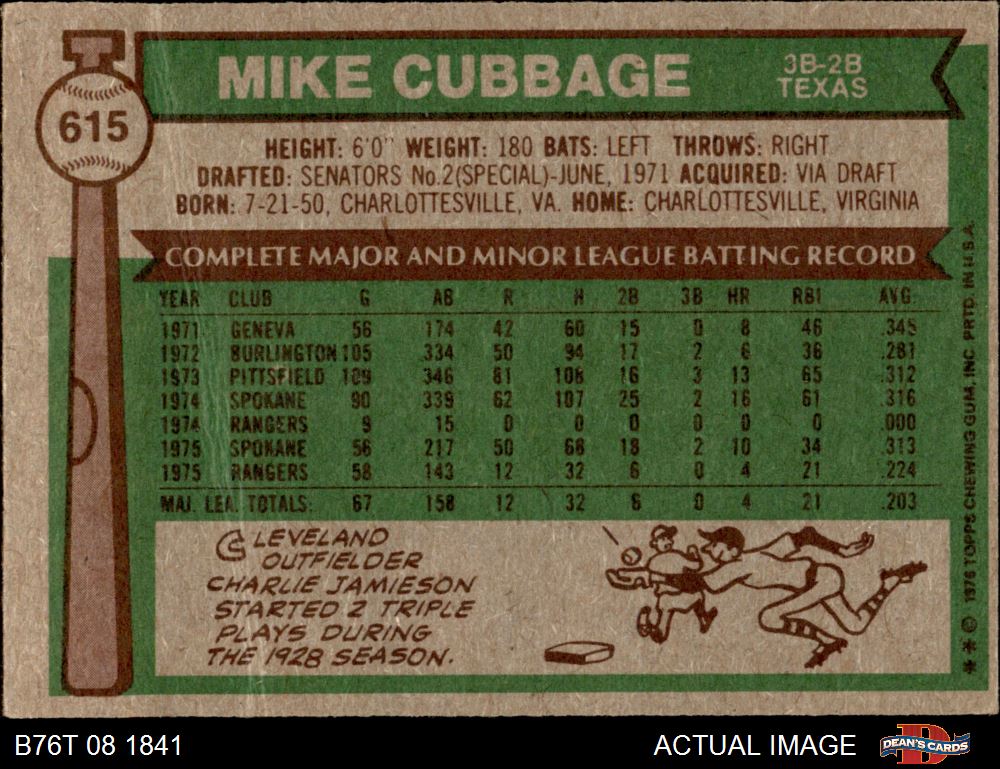 615
MIKE CUBBAGE
3B-2B
TEXAS
HEIGHT: 6'0" WEIGHT: 180 BATS: LEFT THROWS: RIGHT
DRAFTED: SENATORS No.2(SPECIAL)-JUNE, 1971 ACQUIRED: VIA DRAFT
BORN: 7-21-50, CHARLOTTESVILLE, VA. HOME: CHARLOTTESVILLE, VIRGINIA
COMPLETE MAJOR AND MINOR LEAGUE BATTING RECORD
YEAR CLUB G AB R H 2B 3B HR RBI AVG.
1971 GENEVA 56 174 42 60 15 0 8 46 .345
1972 BURLINGTON 105 334 50 94 17 2 6 36 .281
1973 PITTSFIELD 109 346 81 108 16 3 13 65 .312
1974 SPOKANE 90 339 62 107 25 2 16 61 .316
1974 RANGERS 9 15 0 0 0 0 0 0 .000
1975 SPOKANE 56 217 50 68 18 2 10 34 .313
1975 RANGERS 58 143 12 32 6 0 4 21 .224
MAJ. LEA. TOTALS: 67 158 12 32 6 0 4 21 .203
CLEVELAND
OUTFIELDER
CHARLIE JAMIESON
STARTED 2 TRIPLE
PLAYS DURING
THE 1928 SEASON.
* * © 1976 TOPPS CHEWING GUM, INC. PRTD. IN U.S.A.
B76T 08 1841
ACTUAL IMAGE
DEAN'S CARDS